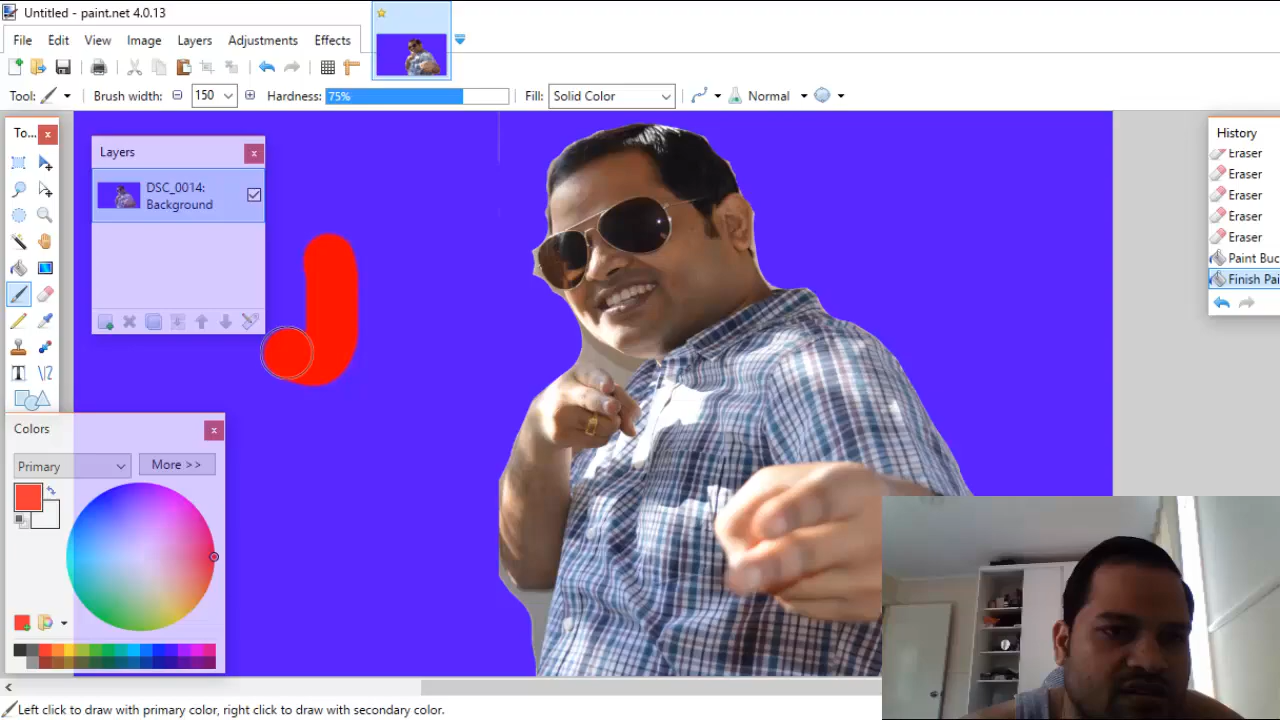 Untitled - paint.net 4.0.13
File Edit View Image Layers Adjustments Effects
Tool: Brush width: 150 Hardness: 75% Fill: Solid Color Normal
To...
Layers
DSC_0014:
Background
History
Eraser
Eraser
Eraser
Eraser
Eraser
Paint Buc
Finish Pai
Colors
Primary
More >>
Left click to draw with primary color, right click to draw with secondary color.